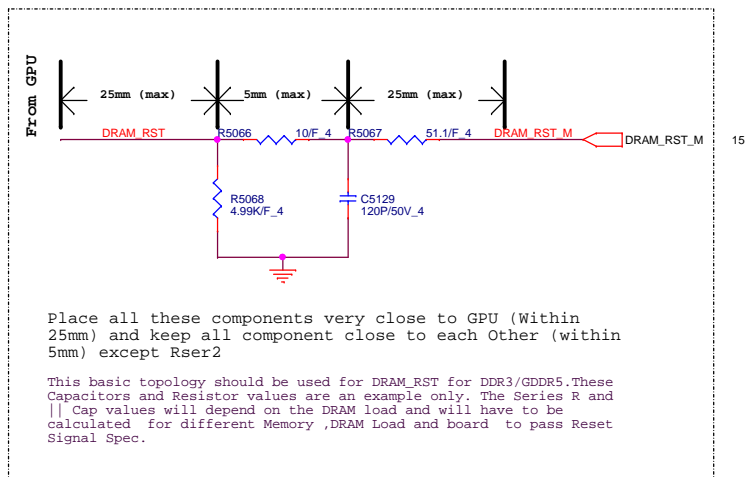 From GPU
25mm (max)
5mm (max)
25mm (max)
DRAM_RST
R5066
10/F_4
R5067
51.1/F_4
DRAM_RST_M
DRAM_RST_M
15
R5068
4.99K/F_4
C5129
120P/50V_4
Place all these components very close to GPU (Within
25mm) and keep all component close to each Other (within
5mm) except Rser2
This basic topology should be used for DRAM_RST for DDR3/GDDR5.These
Capacitors and Resistor values are an example only. The Series R and
|| Cap values will depend on the DRAM load and will have to be
calculated  for different Memory ,DRAM Load and board  to pass Reset
Signal Spec.